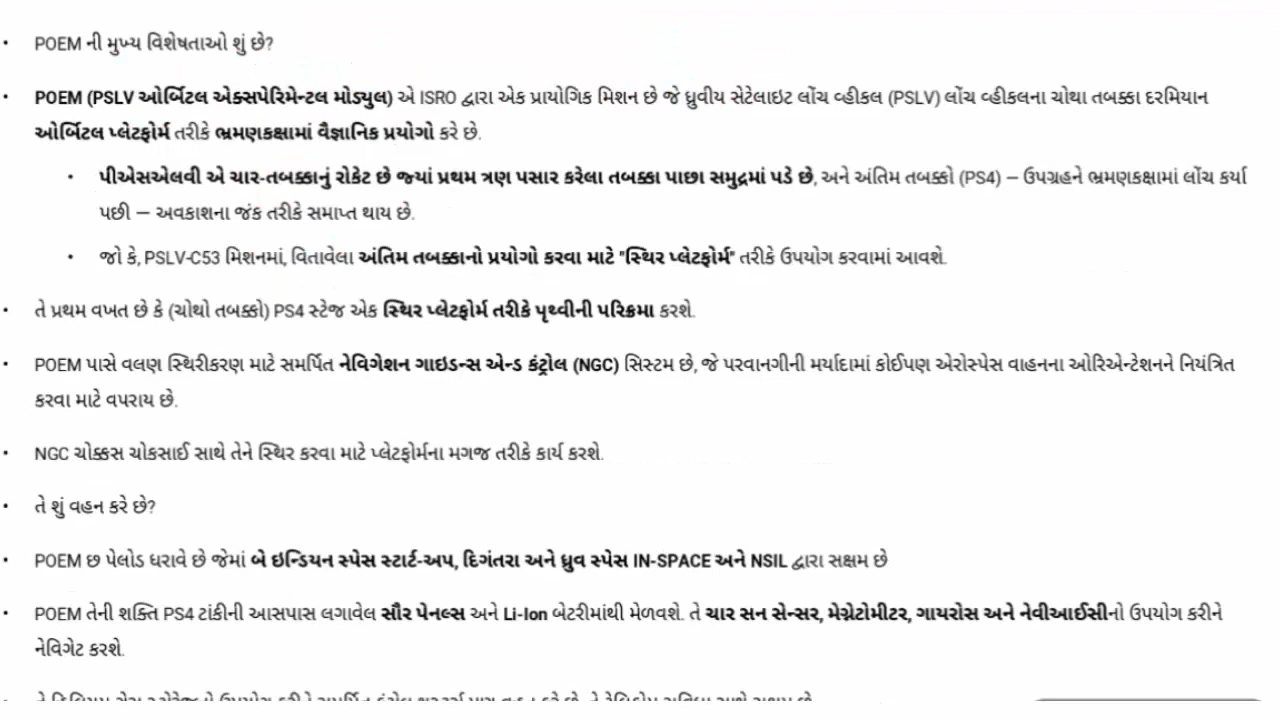 • POEM ની મુખ્ય વિશેષતાઓ શું છે?
• POEM (PSLV ઓર્બિટલ એક્સપેરિમેન્ટલ મોડ્યુલ) એ ISRO દ્વારા એક પ્રાયોગિક મિશન છે જે ધ્રુવીય સેટેલાઇટ લોંચ વ્હીકલ (PSLV) લોંચ વ્હીકલના ચોથા તબક્કા દરમિયાન
ઓર્બિટલ પ્લેટફોર્મ તરીકે ભ્રમણકક્ષામાં વૈજ્ઞાનિક પ્રયોગો કરે છે.
• પીએસએલવી એ ચાર-તબક્કાનું રોકેટ છે જ્યાં પ્રથમ ત્રણ પસાર કરેલા તબક્કા પાછા સમુદ્રમાં પડે છે, અને અંતિમ તબક્કો (PS4) – ઉપગ્રહને ભ્રમણકક્ષામાં લોંચ કર્યા
પછી – અવકાશના જંક તરીકે સમાપ્ત થાય છે.
• જો કે, PSLV-C53 મિશનમાં, વિતાવેલા અંતિમ તબક્કાનો પ્રયોગો કરવા માટે "સ્થિર પ્લેટફોર્મ" તરીકે ઉપયોગ કરવામાં આવશે.
• તે પ્રથમ વખત છે કે (ચોથો તબક્કો) PS4 સ્ટેજ એક સ્થિર પ્લેટફોર્મ તરીકે પૃથ્વીની પરિક્રમા કરશે.
• POEM પાસે વલણ સ્થિરીકરણ માટે સમર્પિત નેવિગેશન ગાઇડન્સ એન્ડ કંટ્રોલ (NGC) સિસ્ટમ છે, જે પરવાનગીની મર્યાદામાં કોઈપણ એરોસ્પેસ વાહનના ઓરિએન્ટેશનને નિયંત્રિત
કરવા માટે વપરાય છે.
• NGC ચોક્કસ ચોકસાઈ સાથે તેને સ્થિર કરવા માટે પ્લેટફોર્મના મગજ તરીકે કાર્ય કરશે.
• તે શું વહન કરે છે?
• POEM છ પેલોડ ધરાવે છે જેમાં બે ઇન્ડિયન સ્પેસ સ્ટાર્ટ-અપ, દિગંતરા અને ધ્રુવ સ્પેસ IN-SPACE અને NSIL દ્વારા સક્ષમ છે
• POEM તેની શક્તિ PS4 ટાંકીની આસપાસ લગાવેલ સૌર પેનલ્સ અને Li-Ion બેટરીમાંથી મેળવશે. તે ચાર સન સેન્સર, મેગ્નેટોમીટર, ગાયરોસ અને નેવીઆઈસીનો ઉપયોગ કરીને
નેવિગેટ કરશે.